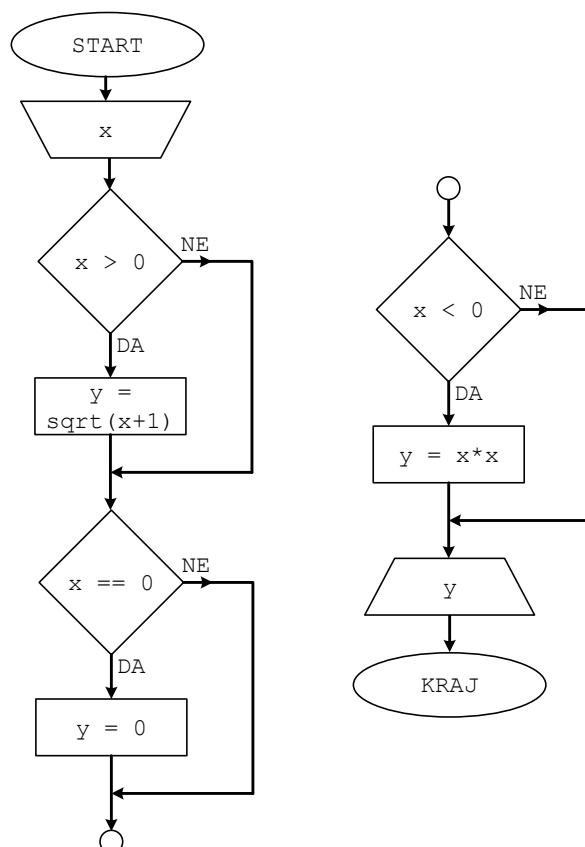 START
x
x > 0
NE
DA
y =
sqrt(x+1)
x == 0
NE
DA
y = 0
x < 0
NE
DA
y = x*x
y
KRAJ